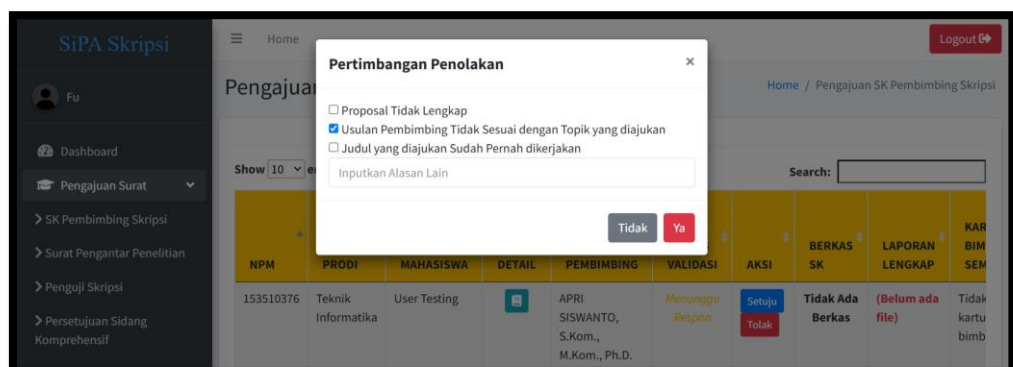 SiPA Skripsi
Home
Logout
Fu
Pengajua
Home / Pengajuan SK Pembimbing Skripsi
Dashboard
Pengajuan Surat
SK Pembimbing Skripsi
Surat Pengantar Penelitian
Penguji Skripsi
Persetujuan Sidang
Komprehensif
Pertimbangan Penolakan ×
Proposal Tidak Lengkap
Usulan Pembimbing Tidak Sesuai dengan Topik yang diajukan
Judul yang diajukan Sudah Pernah dikerjakan
Inputkan Alasan Lain
Tidak Ya
Show 10 e
Search:
NPM PRODI MAHASISWA DETAIL PEMBIMBING VALIDASI AKSI BERKAS SK LAPORAN LENGKAP KAR BIM SEM
153510376 Teknik Informatika User Testing APRI SISWANTO, S.Kom., M.Kom., Ph.D. Menunggu Respon Setuju Tolak Tidak Ada Berkas (Belum ada file) Tidak kartu bimb